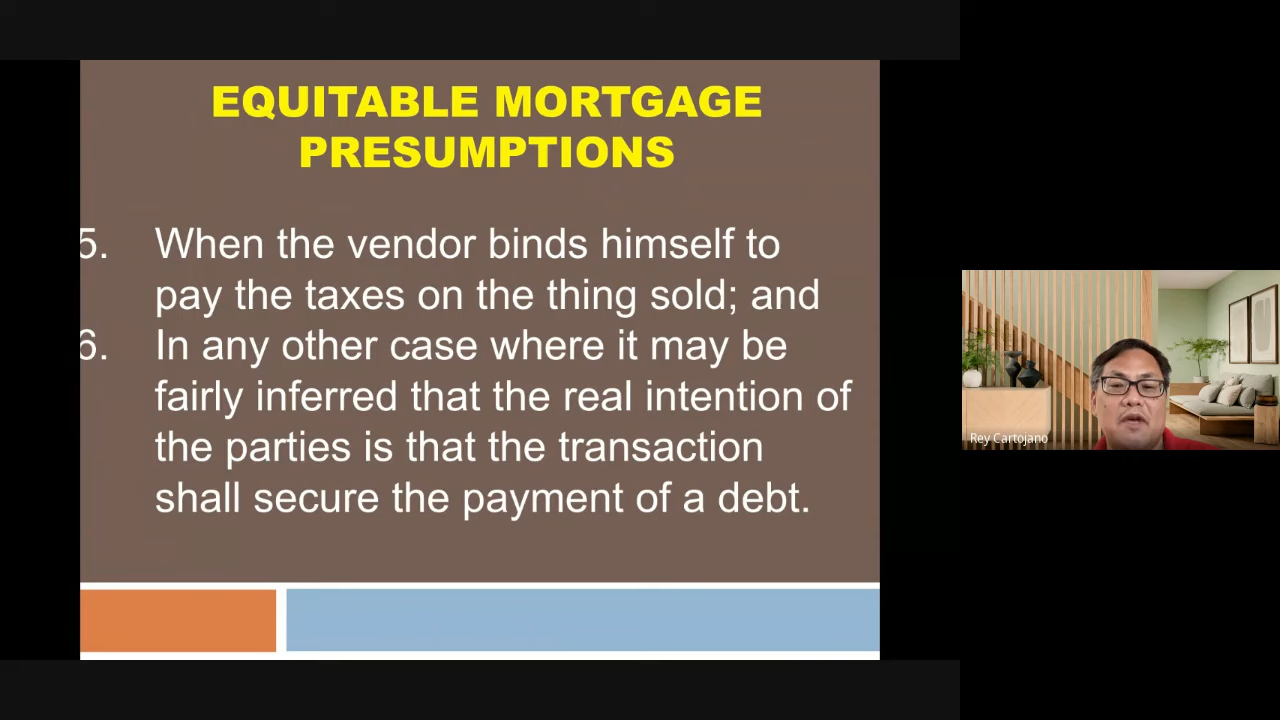 EQUITABLE MORTGAGE
PRESUMPTIONS
5. When the vendor binds himself to
pay the taxes on the thing sold; and
6. In any other case where it may be
fairly inferred that the real intention of
the parties is that the transaction
shall secure the payment of a debt.
Rey Cartojano